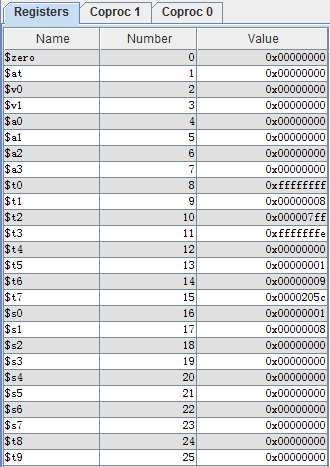 Registers Coproc 1 Coproc 0
Name Number Value
$zero 0 0x00000000
$at 1 0x00000000
$v0 2 0x00000000
$v1 3 0x00000000
$a0 4 0x00000000
$a1 5 0x00000000
$a2 6 0x00000000
$a3 7 0x00000000
$t0 8 0xffffffff
$t1 9 0x00000008
$t2 10 0x000007ff
$t3 11 0xfffffffe
$t4 12 0x00000000
$t5 13 0x00000001
$t6 14 0x00000009
$t7 15 0x0000205c
$s0 16 0x00000001
$s1 17 0x00000008
$s2 18 0x00000000
$s3 19 0x00000000
$s4 20 0x00000000
$s5 21 0x00000000
$s6 22 0x00000000
$s7 23 0x00000000
$t8 24 0x00000000
$t9 25 0x00000000